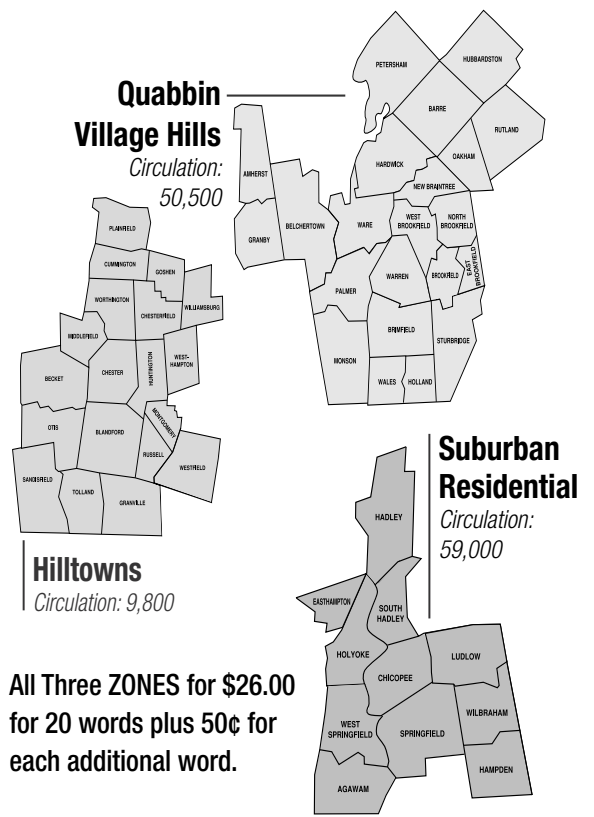 Quabbin
Village Hills
Circulation:
50,500
PETERSHAM
HUBBARDSTON
BARRE
RUTLAND
OAKHAM
HARDWICK
NEW BRAINTREE
AMHERST
BELCHERTOWN
GRANBY
WARE
WEST
BROOKFIELD
NORTH
BROOKFIELD
EAST
BROOKFIELD
BROOKFIELD
WARREN
PALMER
BRIMFIELD
STURBRIDGE
MONSON
WALES
HOLLAND
PLAINFIELD
CUMMINGTON
GOSHEN
WORTHINGTON
CHESTERFIELD
WILLIAMSBURG
MIDDLEFIELD
CHESTER
HUNTINGTON
WEST-
HAMPTON
BECKET
OTIS
BLANDFORD
MONTGOMERY
RUSSELL
WESTFIELD
SANDISFIELD
TOLLAND
GRANVILLE
Hilltowns
Circulation: 9,800
Suburban
Residential
Circulation:
59,000
HADLEY
EASTHAMPTON
SOUTH
HADLEY
HOLYOKE
CHICOPEE
LUDLOW
WEST
SPRINGFIELD
SPRINGFIELD
WILBRAHAM
HAMPDEN
AGAWAM
All Three ZONES for $26.00
for 20 words plus 50¢ for
each additional word.